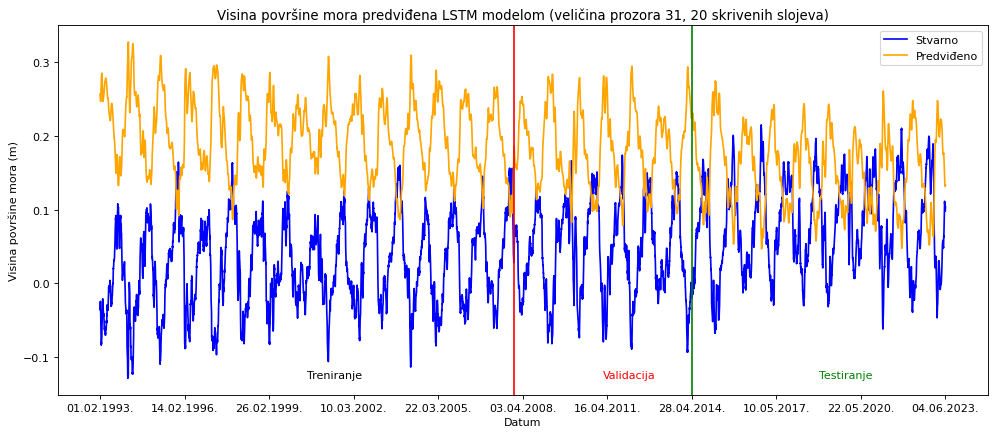 Visina površine mora predviđena LSTM modelom (veličina prozora 31, 20 skrivenih slojeva)
Stvarno
Predviđeno
Visina površine mora (m)
0.3
0.2
0.1
0.0
−0.1
Treniranje
Validacija
Testiranje
01.02.1993. 14.02.1996. 26.02.1999. 10.03.2002. 22.03.2005. 03.04.2008. 16.04.2011. 28.04.2014. 10.05.2017. 22.05.2020. 04.06.2023.
Datum